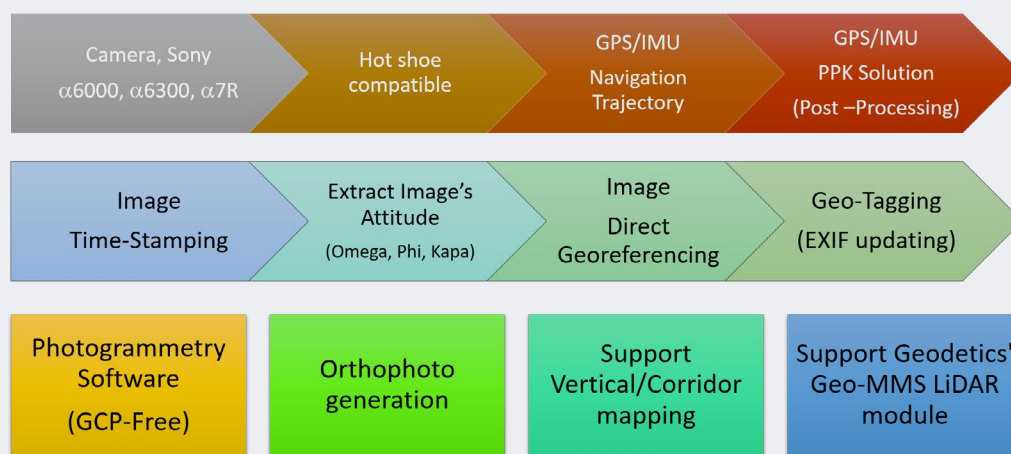 Camera, Sony
α6000, α6300, α7R
Hot shoe
compatible
GPS/IMU
Navigation
Trajectory
GPS/IMU
PPK Solution
(Post –Processing)
Image
Time-Stamping
Extract Image's
Attitude
(Omega, Phi, Kapa)
Image
Direct
Georeferencing
Geo-Tagging
(EXIF updating)
Photogrammetry
Software
(GCP-Free)
Orthophoto
generation
Support
Vertical/Corridor
mapping
Support Geodetics'
Geo-MMS LiDAR
module